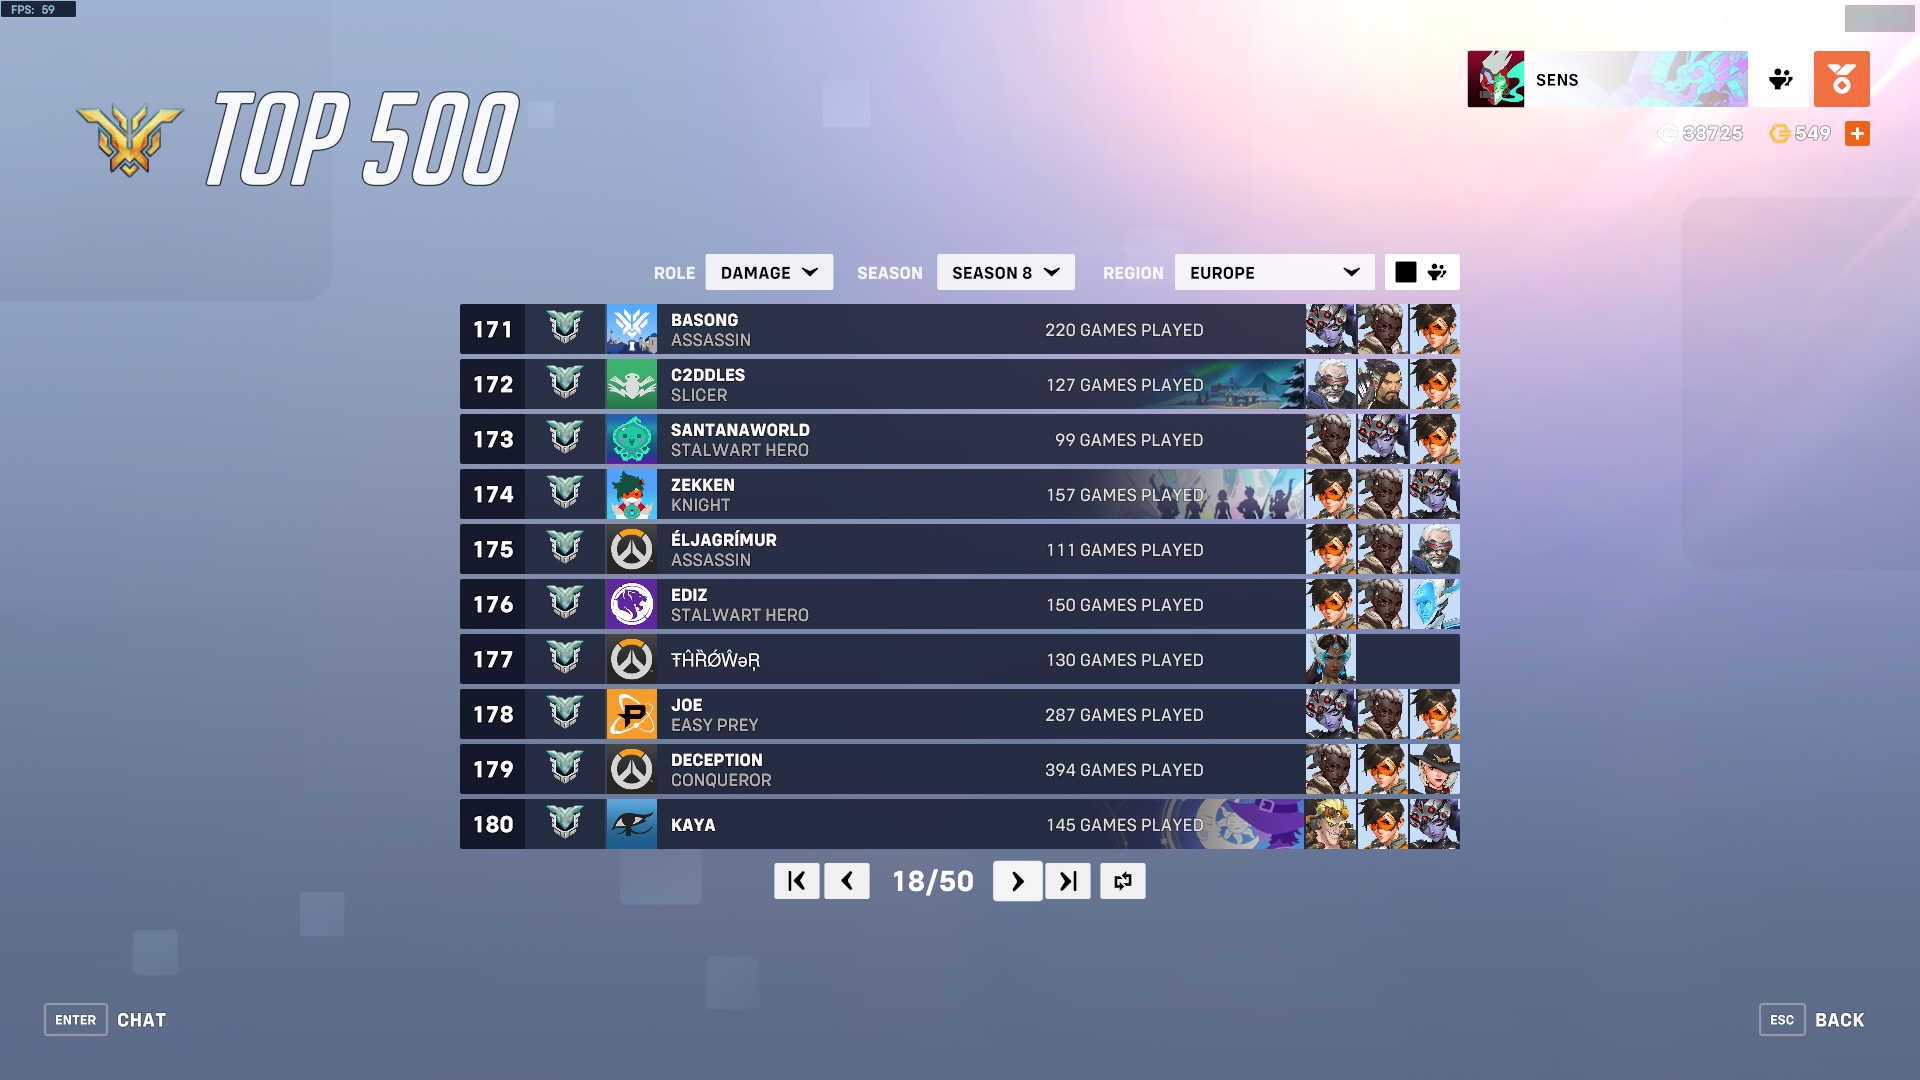 FPS: 59
SENS
38725 549
TOP 500
ROLE DAMAGE SEASON SEASON 8 REGION EUROPE
171 BASONG 220 GAMES PLAYED
ASSASSIN
172 C2DDLES 127 GAMES PLAYED
SLICER
173 SANTANAWORLD 99 GAMES PLAYED
STALWART HERO
174 ZEKKEN 157 GAMES PLAYED
KNIGHT
175 ÉLJAGRÍMUR 111 GAMES PLAYED
ASSASSIN
176 EDIZ 150 GAMES PLAYED
STALWART HERO
177 ŦĤȐǾŴəŖ 130 GAMES PLAYED
178 JOE 287 GAMES PLAYED
EASY PREY
179 DECEPTION 394 GAMES PLAYED
CONQUEROR
180 KAYA 145 GAMES PLAYED
18/50
ENTER CHAT
ESC BACK